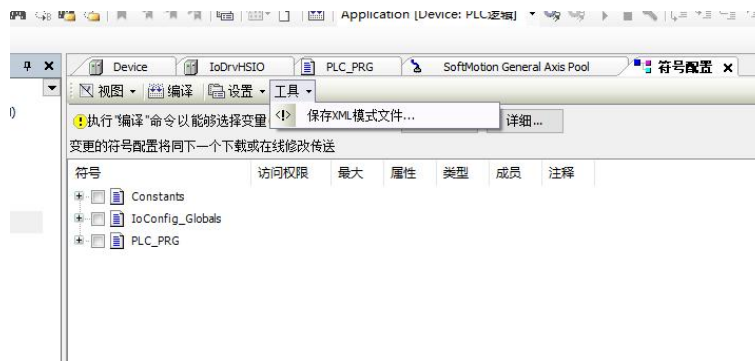 Application [Device: PLC逻辑]
Device IoDrvHSIO PLC_PRG SoftMotion General Axis Pool 符号配置
视图 编译 设置 工具
保存XML模式文件...
执行"编译"命令以能够选择变量 详细...
变更的符号配置将同下一个下载或在线修改传送
符号 访问权限 最大 属性 类型 成员 注释
Constants
IoConfig_Globals
PLC_PRG